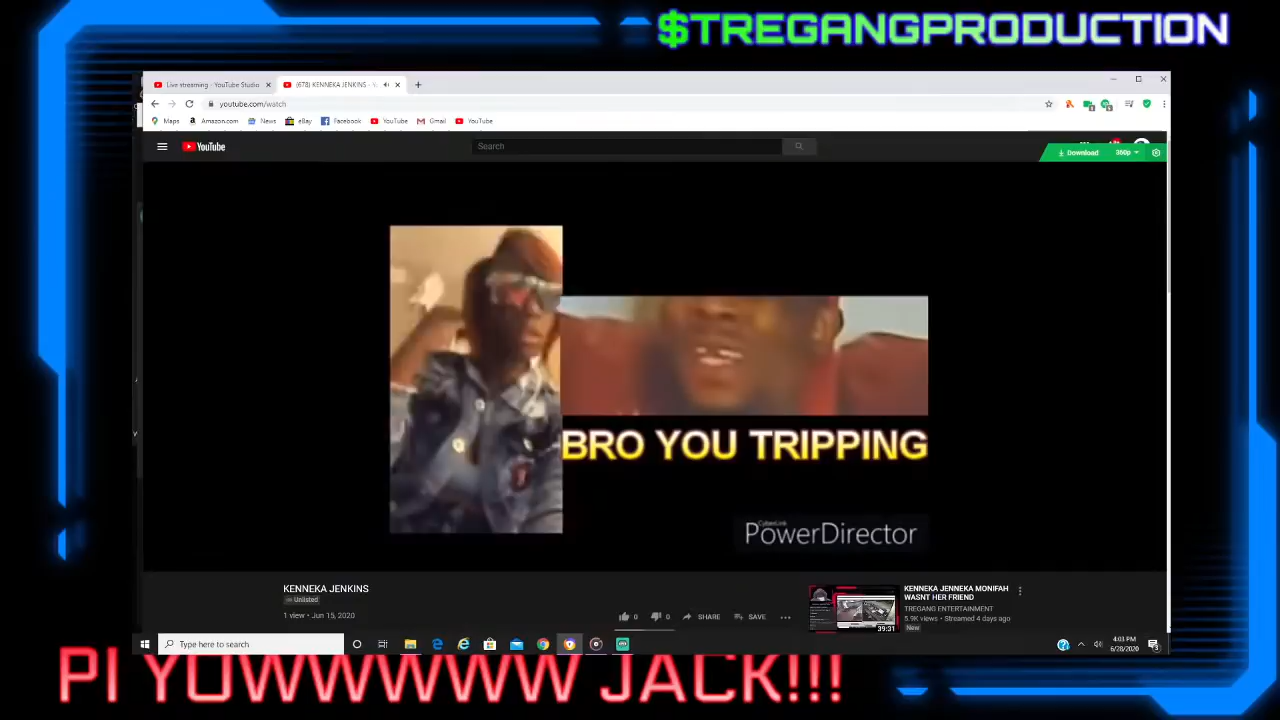 $TREGANGPRODUCTION
Live streaming - YouTube Studio
(678) KENNEKA JENKINS - Y
youtube.com/watch
Maps Amazon.com News eBay Facebook YouTube Gmail YouTube
YouTube
Search
Download 360p
BRO YOU TRIPPING
CyberLink
PowerDirector
KENNEKA JENKINS
Unlisted
1 view • Jun 15, 2020
0 0 SHARE SAVE
KENNEKA JENNEKA MONIFAH
WASNT HER FRIEND
TREGANG ENTERTAINMENT
5.9K views • Streamed 4 days ago
New
39:31
Type here to search
4:03 PM
6/28/2020
PI YOWWWWWW JACK!!!